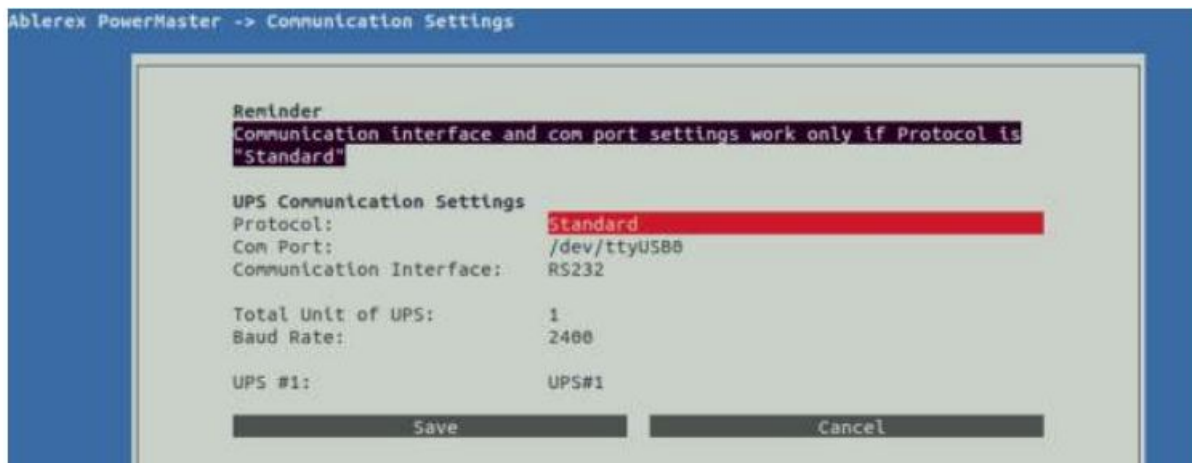 Ablerex PowerMaster -> Communication Settings
Reminder
Communication interface and com port settings work only if Protocol is
"Standard"
UPS Communication Settings
Protocol: Standard
Com Port: /dev/ttyUSB0
Communication Interface: RS232
Total Unit of UPS: 1
Baud Rate: 2400
UPS #1: UPS#1
Save Cancel